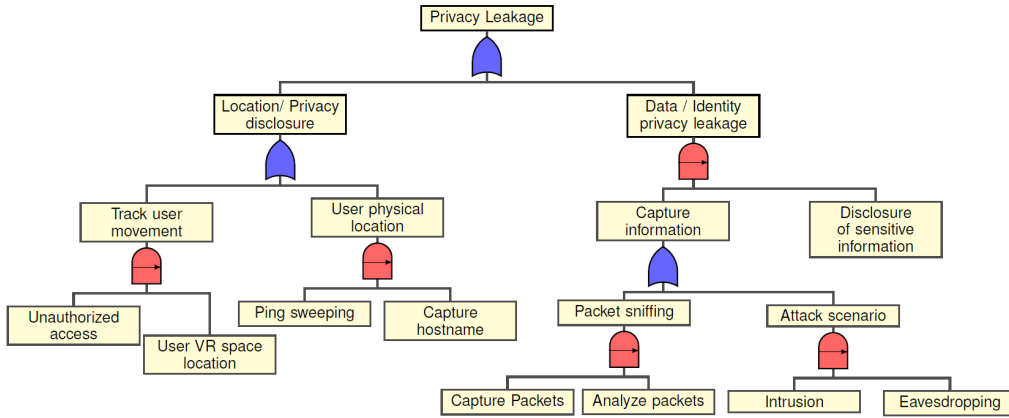 Privacy Leakage
Location/ Privacy
disclosure
Data / Identity
privacy leakage
Track user
movement
User physical
location
Capture
information
Disclosure
of sensitive
information
Unauthorized
access
User VR space
location
Ping sweeping
Capture
hostname
Packet sniffing
Attack scenario
Capture Packets
Analyze packets
Intrusion
Eavesdropping